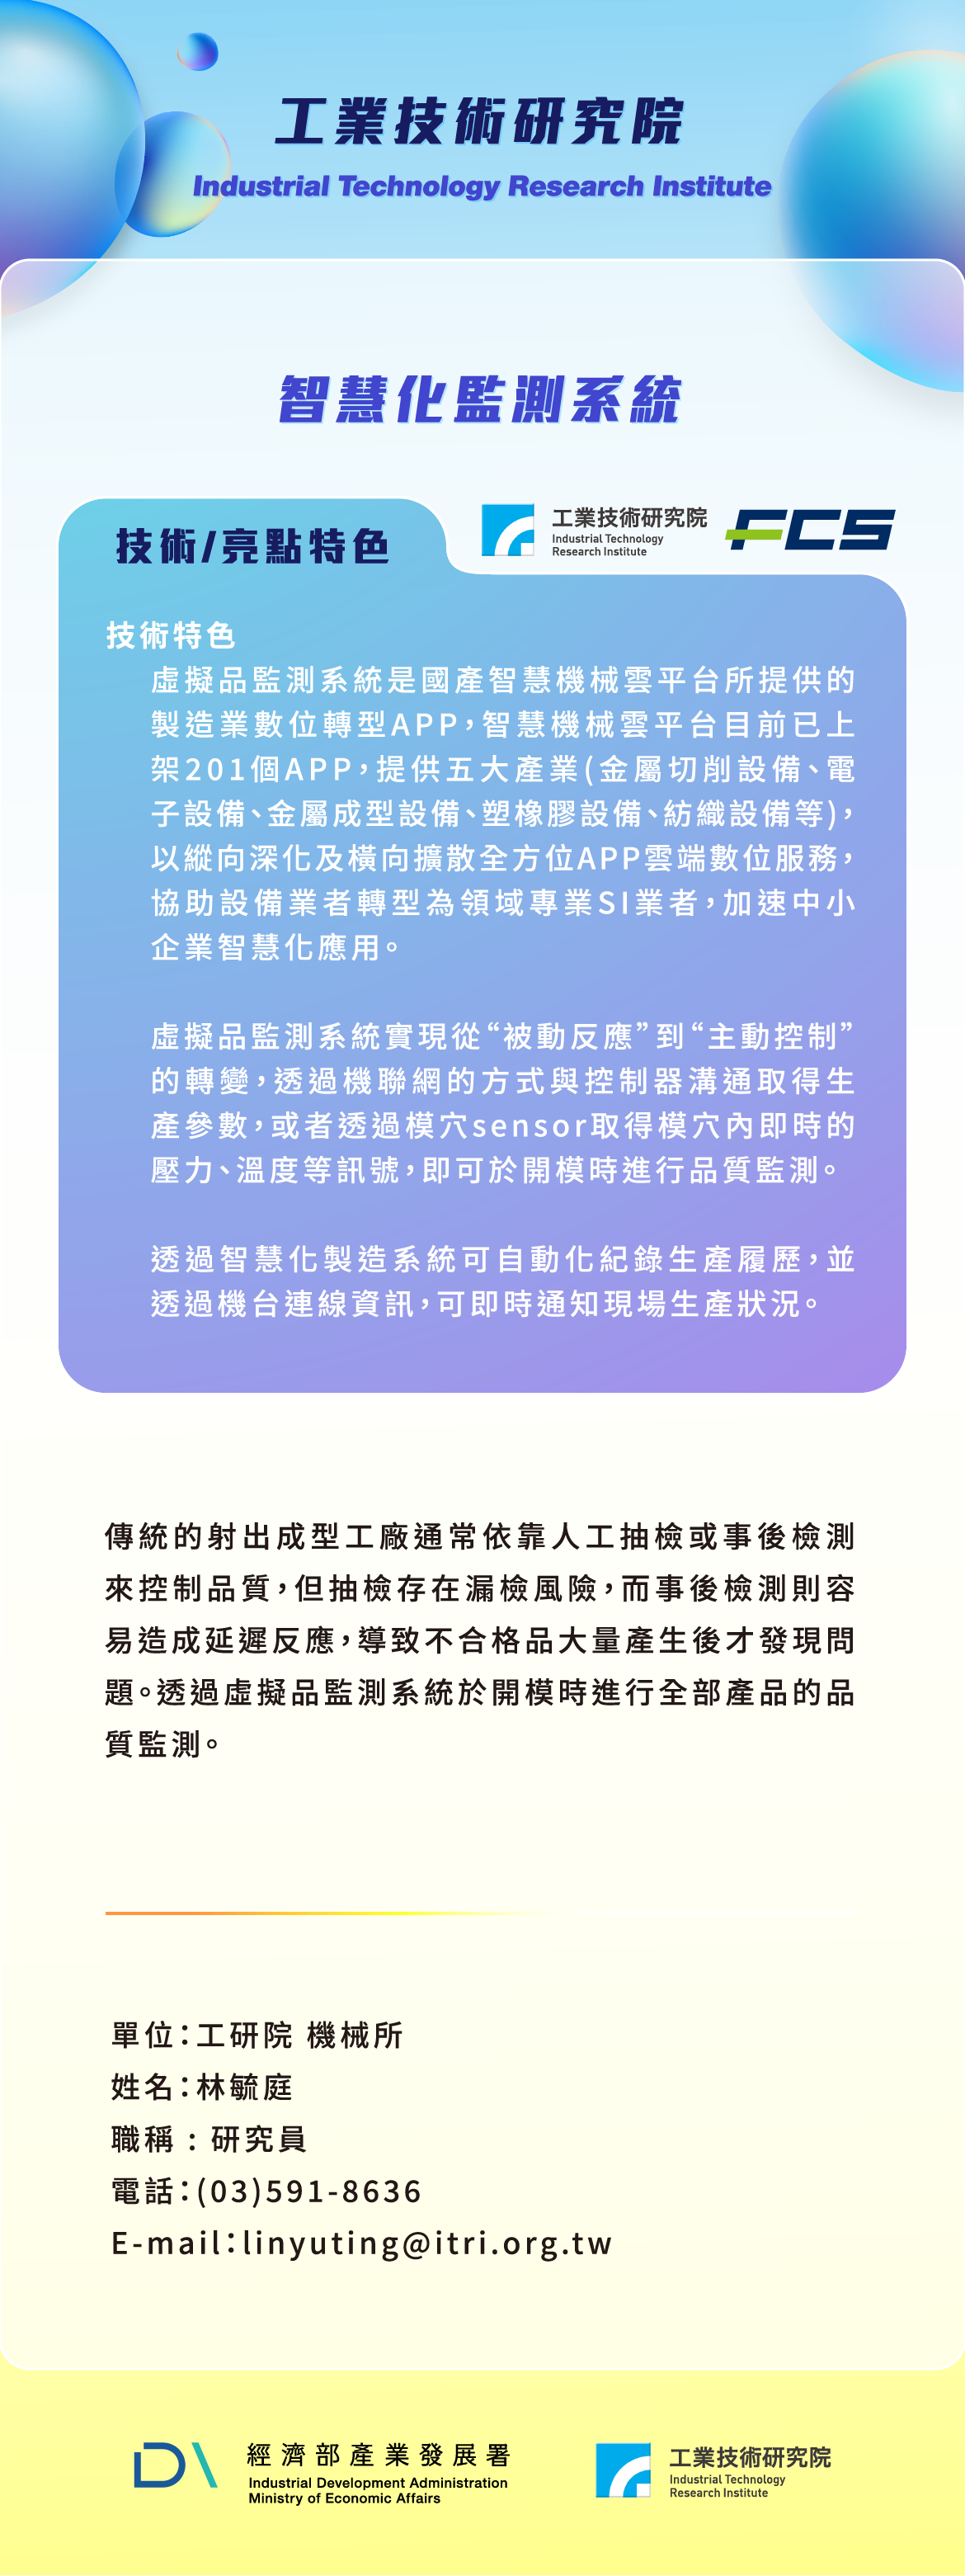 工業技術研究院
Industrial Technology Research Institute
智慧化監測系統
技術/亮點特色
工業技術研究院
Industrial Technology
Research Institute
FCS
技術特色
虛擬品監測系統是國產智慧機械雲平台所提供的
製造業數位轉型APP，智慧機械雲平台目前已上
架201個APP，提供五大產業(金屬切削設備、電
子設備、金屬成型設備、塑橡膠設備、紡織設備等)，
以縱向深化及橫向擴散全方位APP雲端數位服務，
協助設備業者轉型為領域專業SI業者，加速中小
企業智慧化應用。
虛擬品監測系統實現從“被動反應”到“主動控制”
的轉變，透過機聯網的方式與控制器溝通取得生
產參數，或者透過模穴sensor取得模穴內即時的
壓力、溫度等訊號，即可於開模時進行品質監測。
透過智慧化製造系統可自動化紀錄生產履歷，並
透過機台連線資訊，可即時通知現場生產狀況。
傳統的射出成型工廠通常依靠人工抽檢或事後檢測
來控制品質，但抽檢存在漏檢風險，而事後檢測則容
易造成延遲反應，導致不合格品大量產生後才發現問
題。透過虛擬品監測系統於開模時進行全部產品的品
質監測。
單位：工研院 機械所
姓名：林毓庭
職稱 : 研究員
電話：(03)591-8636
E-mail：linyuting@itri.org.tw
經濟部產業發展署
Industrial Development Administration
Ministry of Economic Affairs
工業技術研究院
Industrial Technology
Research Institute